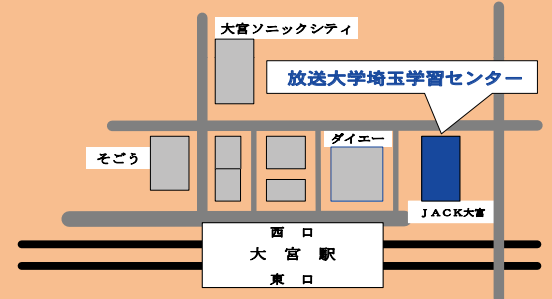 大宮ソニックシティ
放送大学埼玉学習センター
ダイエー
そごう
ＪＡＣＫ大宮
西 口
大 宮 駅
東 口